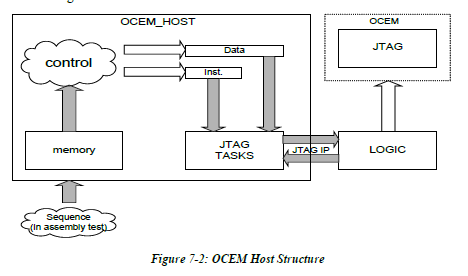 OCEM_HOST
OCEM
control
Data
Inst.
JTAG
memory
JTAG
TASKS
JTAG IP
LOGIC
Sequence
(In assembly test)
Figure 7-2: OCEM Host Structure